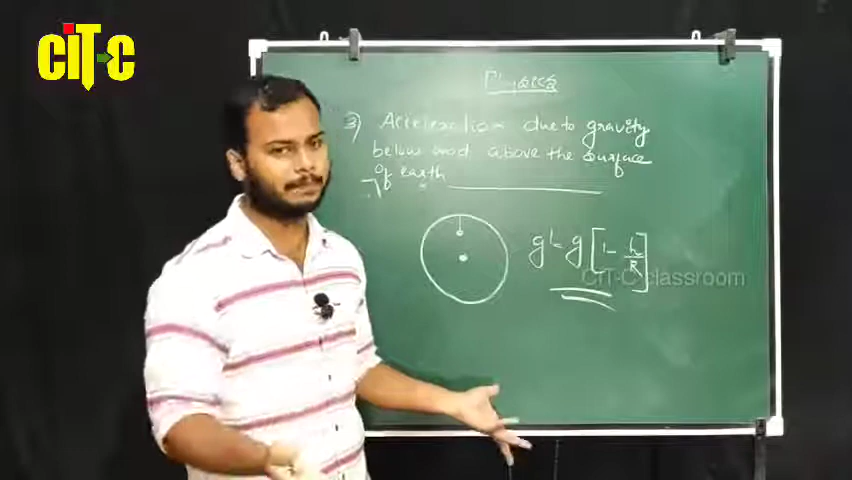 CiT-C
Physics
3) Acceleration due to gravity
below and above the surface
of earth
g' = g [1 - h/R]
CIT-C classroom